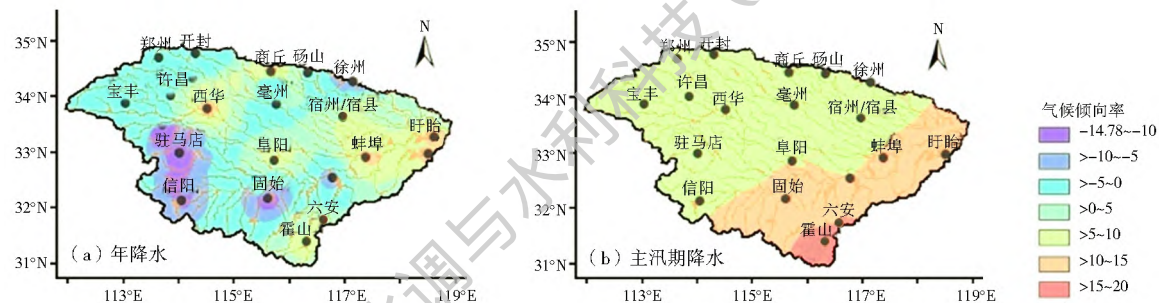 N
35°N
34°N
33°N
32°N
31°N
郑州
开封
商丘
砀山
徐州
许昌
宝丰
西华
亳州
宿州/宿县
盱眙
驻马店
阜阳
蚌埠
信阳
固始
六安
霍山
(a)年降水
113°E
115°E
117°E
119°E
N
35°N
34°N
33°N
32°N
31°N
郑州
开封
商丘
砀山
徐州
许昌
宝丰
西华
亳州
宿州/宿县
盱眙
驻马店
阜阳
蚌埠
信阳
固始
六安
霍山
(b)主汛期降水
113°E
115°E
117°E
119°E
气候倾向率
-14.78~-10
>-10~-5
>-5~0
>0~5
>5~10
>10~15
>15~20
调与水利科技